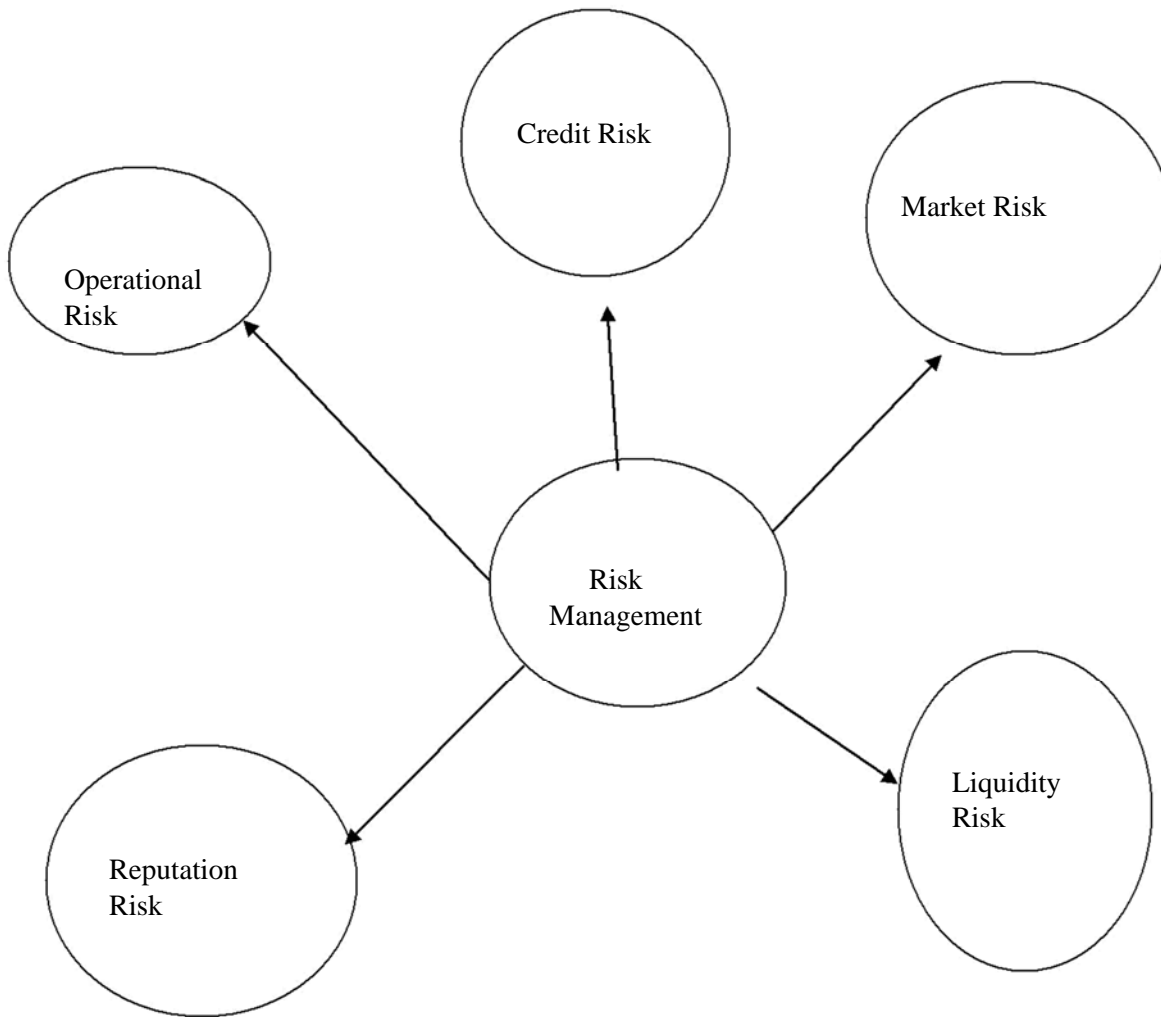 Credit Risk
Market Risk
Operational
Risk
Risk
Management
Liquidity
Risk
Reputation
Risk